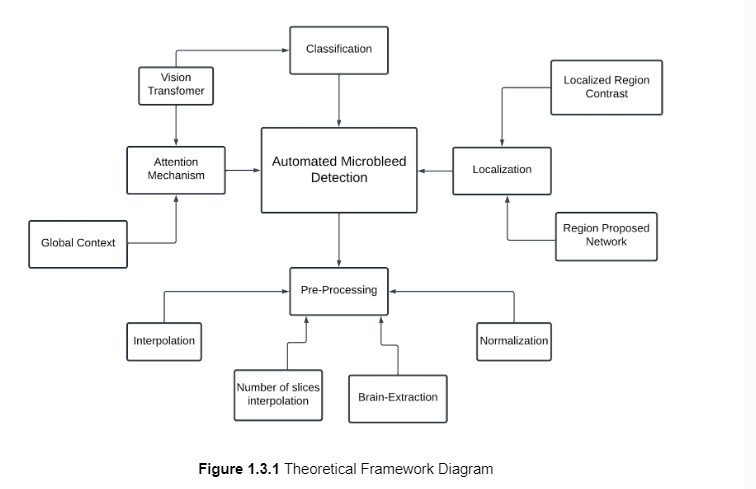 Classification
Vision
Transfomer
Localized Region
Contrast
Attention
Mechanism
Automated Microbleed
Detection
Localization
Global Context
Region Proposed
Network
Pre-Processing
Interpolation
Normalization
Number of slices
interpolation
Brain-Extraction
Figure 1.3.1 Theoretical Framework Diagram